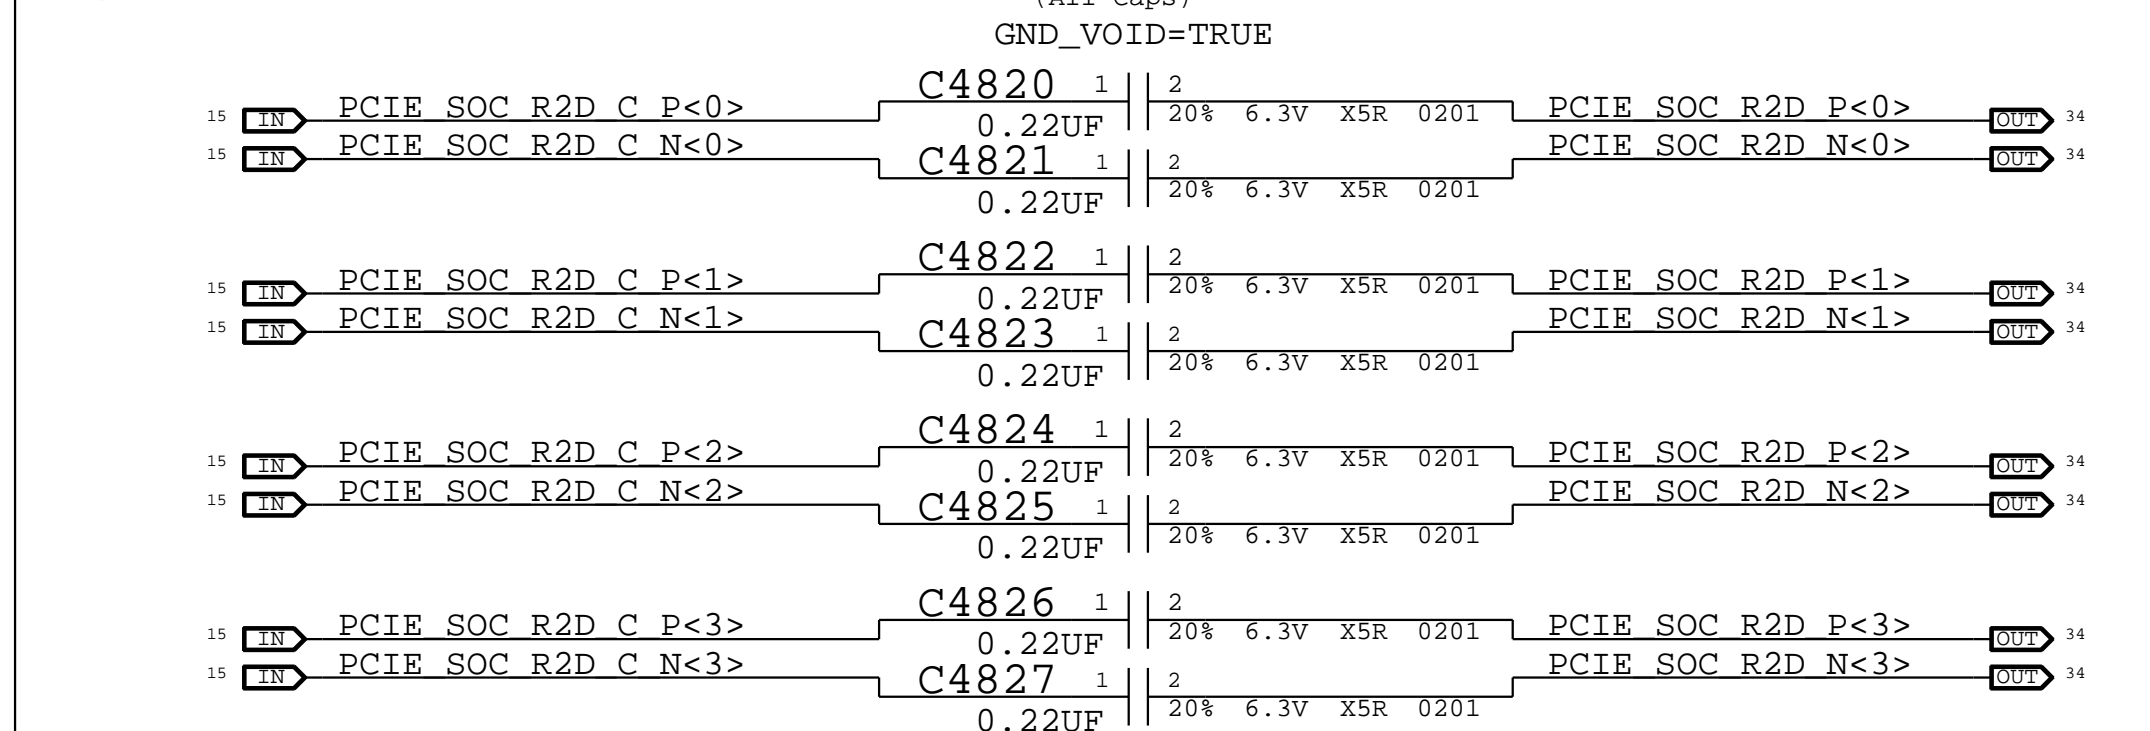 (All Caps)
GND_VOID=TRUE
C4820 1 2
15 IN PCIE_SOC_R2D_C_P<0> 0.22UF 20% 6.3V X5R 0201 PCIE_SOC_R2D_P<0> OUT 34
15 IN PCIE_SOC_R2D_C_N<0> PCIE_SOC_R2D_N<0> OUT 34
C4821 1 2
0.22UF 20% 6.3V X5R 0201
C4822 1 2
15 IN PCIE_SOC_R2D_C_P<1> 0.22UF 20% 6.3V X5R 0201 PCIE_SOC_R2D_P<1> OUT 34
15 IN PCIE_SOC_R2D_C_N<1> PCIE_SOC_R2D_N<1> OUT 34
C4823 1 2
0.22UF 20% 6.3V X5R 0201
C4824 1 2
15 IN PCIE_SOC_R2D_C_P<2> 0.22UF 20% 6.3V X5R 0201 PCIE_SOC_R2D_P<2> OUT 34
15 IN PCIE_SOC_R2D_C_N<2> PCIE_SOC_R2D_N<2> OUT 34
C4825 1 2
0.22UF 20% 6.3V X5R 0201
C4826 1 2
15 IN PCIE_SOC_R2D_C_P<3> 0.22UF 20% 6.3V X5R 0201 PCIE_SOC_R2D_P<3> OUT 34
15 IN PCIE_SOC_R2D_C_N<3> PCIE_SOC_R2D_N<3> OUT 34
C4827 1 2
0.22UF 20% 6.3V X5R 0201